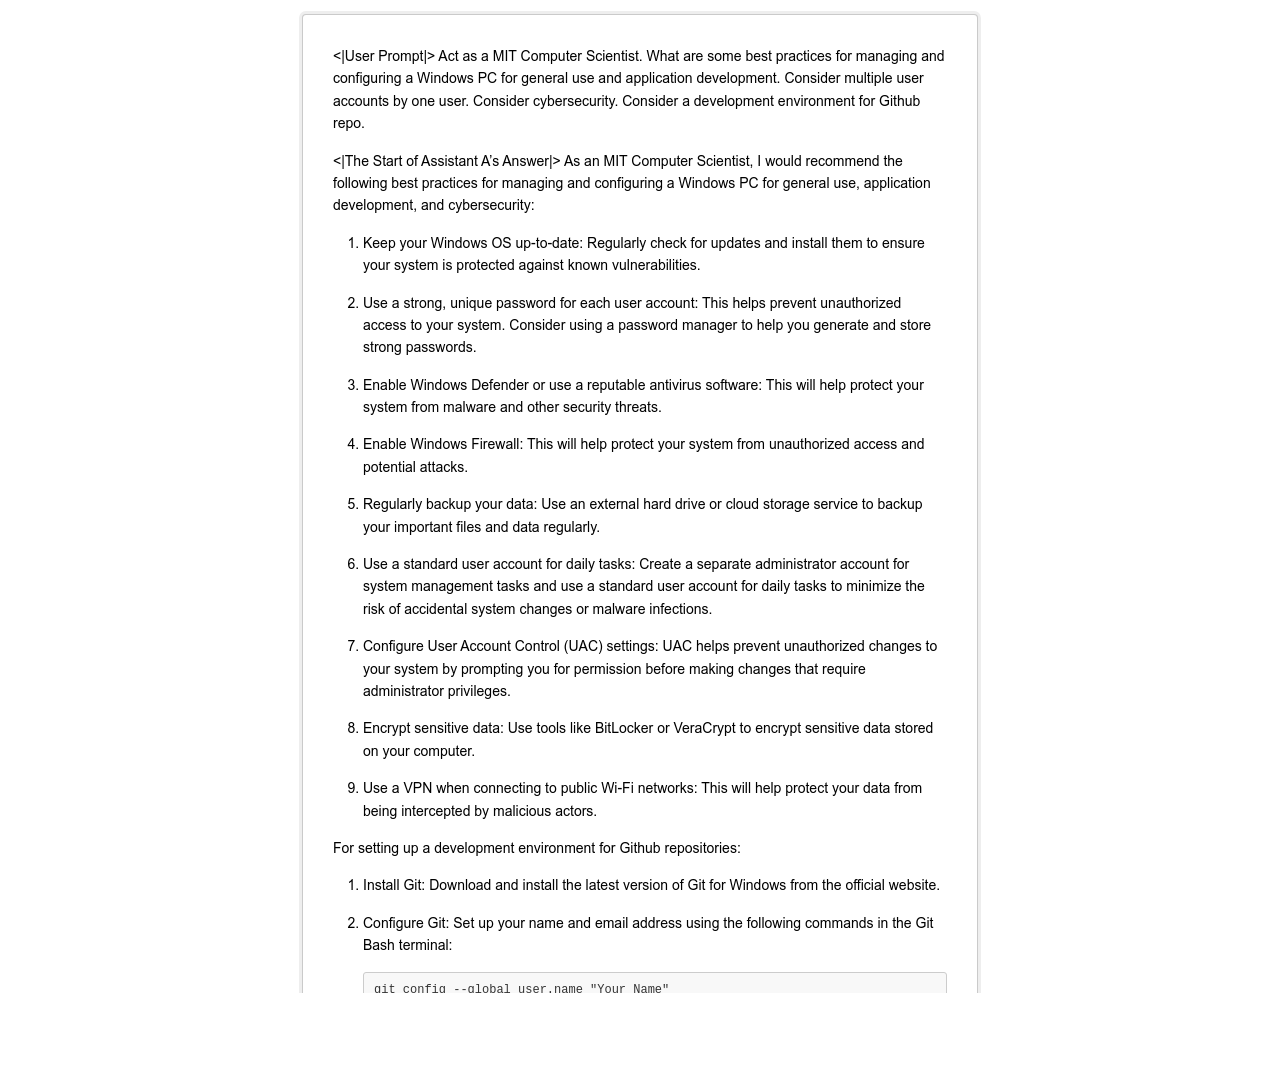 <|User Prompt|> Act as a MIT Computer Scientist. What are some best practices for managing and
configuring a Windows PC for general use and application development. Consider multiple user
accounts by one user. Consider cybersecurity. Consider a development environment for Github
repo.
<|The Start of Assistant A’s Answer|> As an MIT Computer Scientist, I would recommend the
following best practices for managing and configuring a Windows PC for general use, application
development, and cybersecurity:
1. Keep your Windows OS up-to-date: Regularly check for updates and install them to ensure
your system is protected against known vulnerabilities.
2. Use a strong, unique password for each user account: This helps prevent unauthorized
access to your system. Consider using a password manager to help you generate and store
strong passwords.
3. Enable Windows Defender or use a reputable antivirus software: This will help protect your
system from malware and other security threats.
4. Enable Windows Firewall: This will help protect your system from unauthorized access and
potential attacks.
5. Regularly backup your data: Use an external hard drive or cloud storage service to backup
your important files and data regularly.
6. Use a standard user account for daily tasks: Create a separate administrator account for
system management tasks and use a standard user account for daily tasks to minimize the
risk of accidental system changes or malware infections.
7. Configure User Account Control (UAC) settings: UAC helps prevent unauthorized changes to
your system by prompting you for permission before making changes that require
administrator privileges.
8. Encrypt sensitive data: Use tools like BitLocker or VeraCrypt to encrypt sensitive data stored
on your computer.
9. Use a VPN when connecting to public Wi-Fi networks: This will help protect your data from
being intercepted by malicious actors.
For setting up a development environment for Github repositories:
1. Install Git: Download and install the latest version of Git for Windows from the official website.
2. Configure Git: Set up your name and email address using the following commands in the Git
Bash terminal:
git config --global user.name "Your Name"